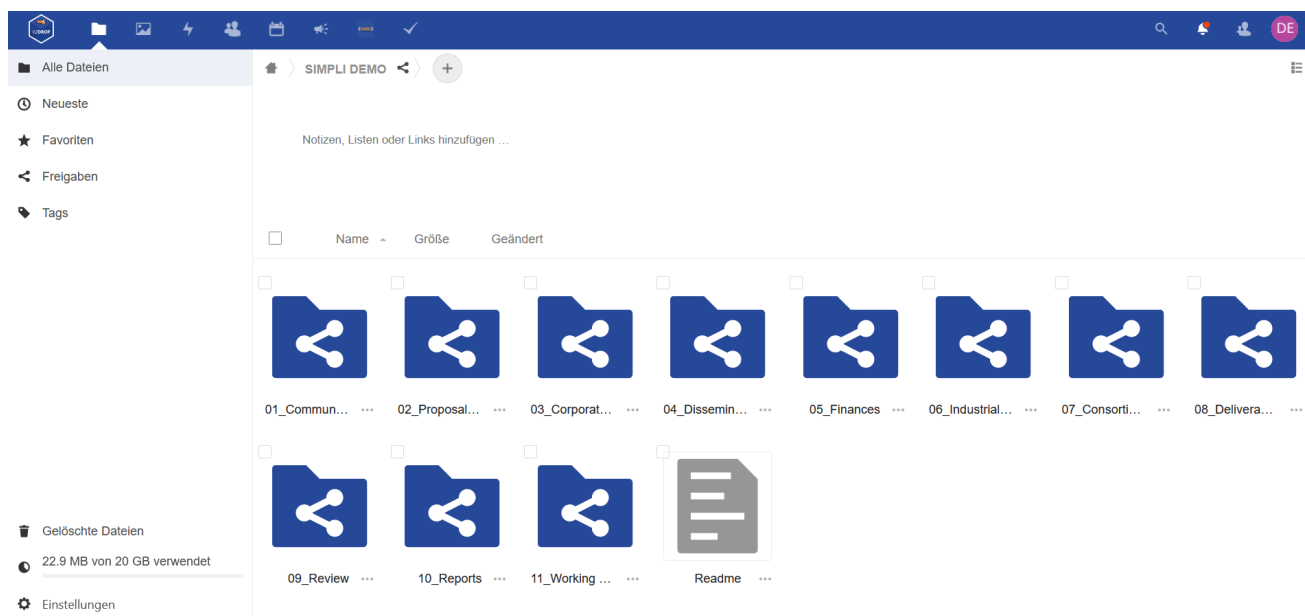 DE
Alle Dateien
SIMPLI DEMO
Neueste
Favoriten
Notizen, Listen oder Links hinzufügen ...
Freigaben
Tags
Name Größe Geändert
01_Commun... 02_Proposal... 03_Corporat... 04_Dissemin... 05_Finances 06_Industrial... 07_Consorti... 08_Delivera...
09_Review 10_Reports 11_Working ... Readme
Gelöschte Dateien
22.9 MB von 20 GB verwendet
Einstellungen